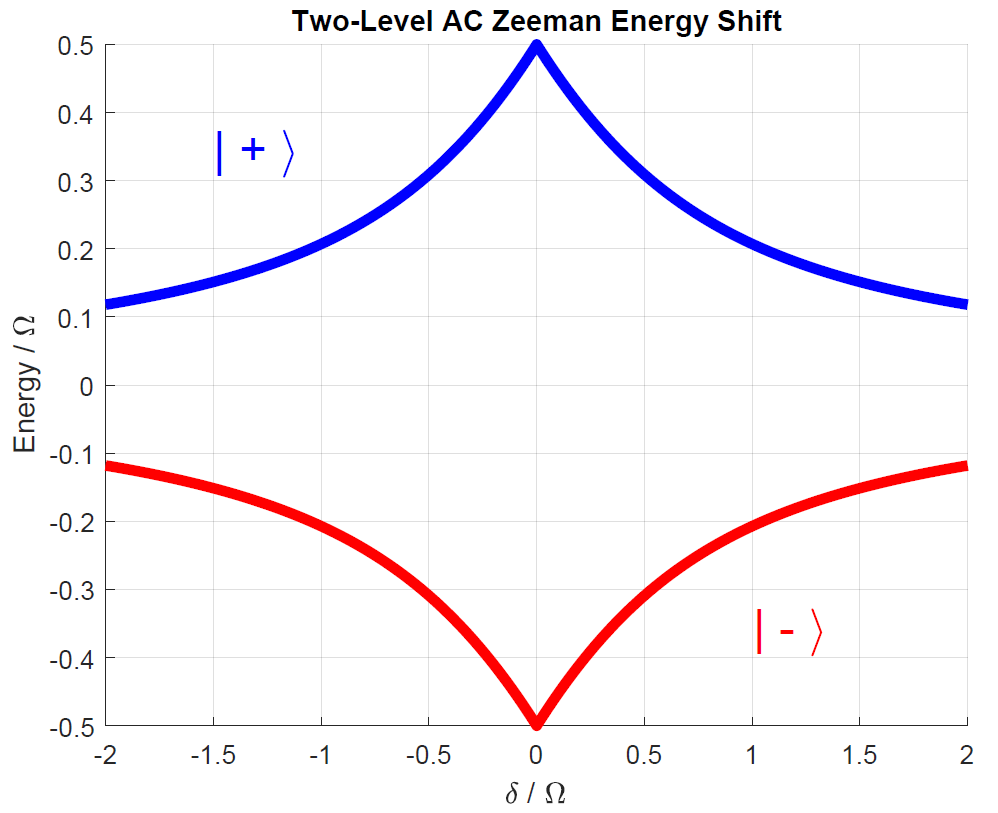 Two-Level AC Zeeman Energy Shift
0.5
0.4
0.3
0.2
0.1
0
-0.1
-0.2
-0.3
-0.4
-0.5
Energy / Ω
| + ⟩
| - ⟩
-2 -1.5 -1 -0.5 0 0.5 1 1.5 2
δ / Ω